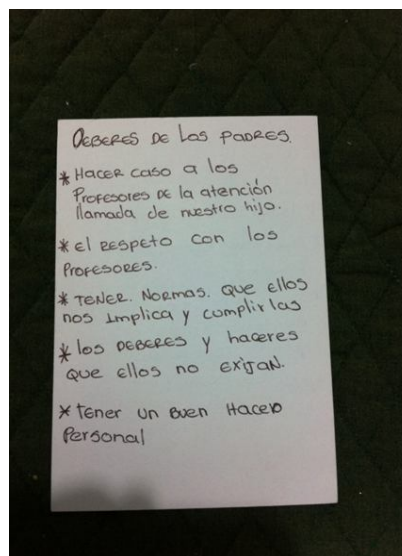 DEBERES DE Los PADRES.
* HACER CASO a los
PROFESORES DE la atención
llamada de nuestro hijo.
* el RESPETO CON los
PROFESORES.
* TENER. NORMAS. QUE ellos
nos implica y cumplirlas
* los DEBERES y haceres
QUE ellos no EXIJAN.
* tener un BUEN HACER
Personal